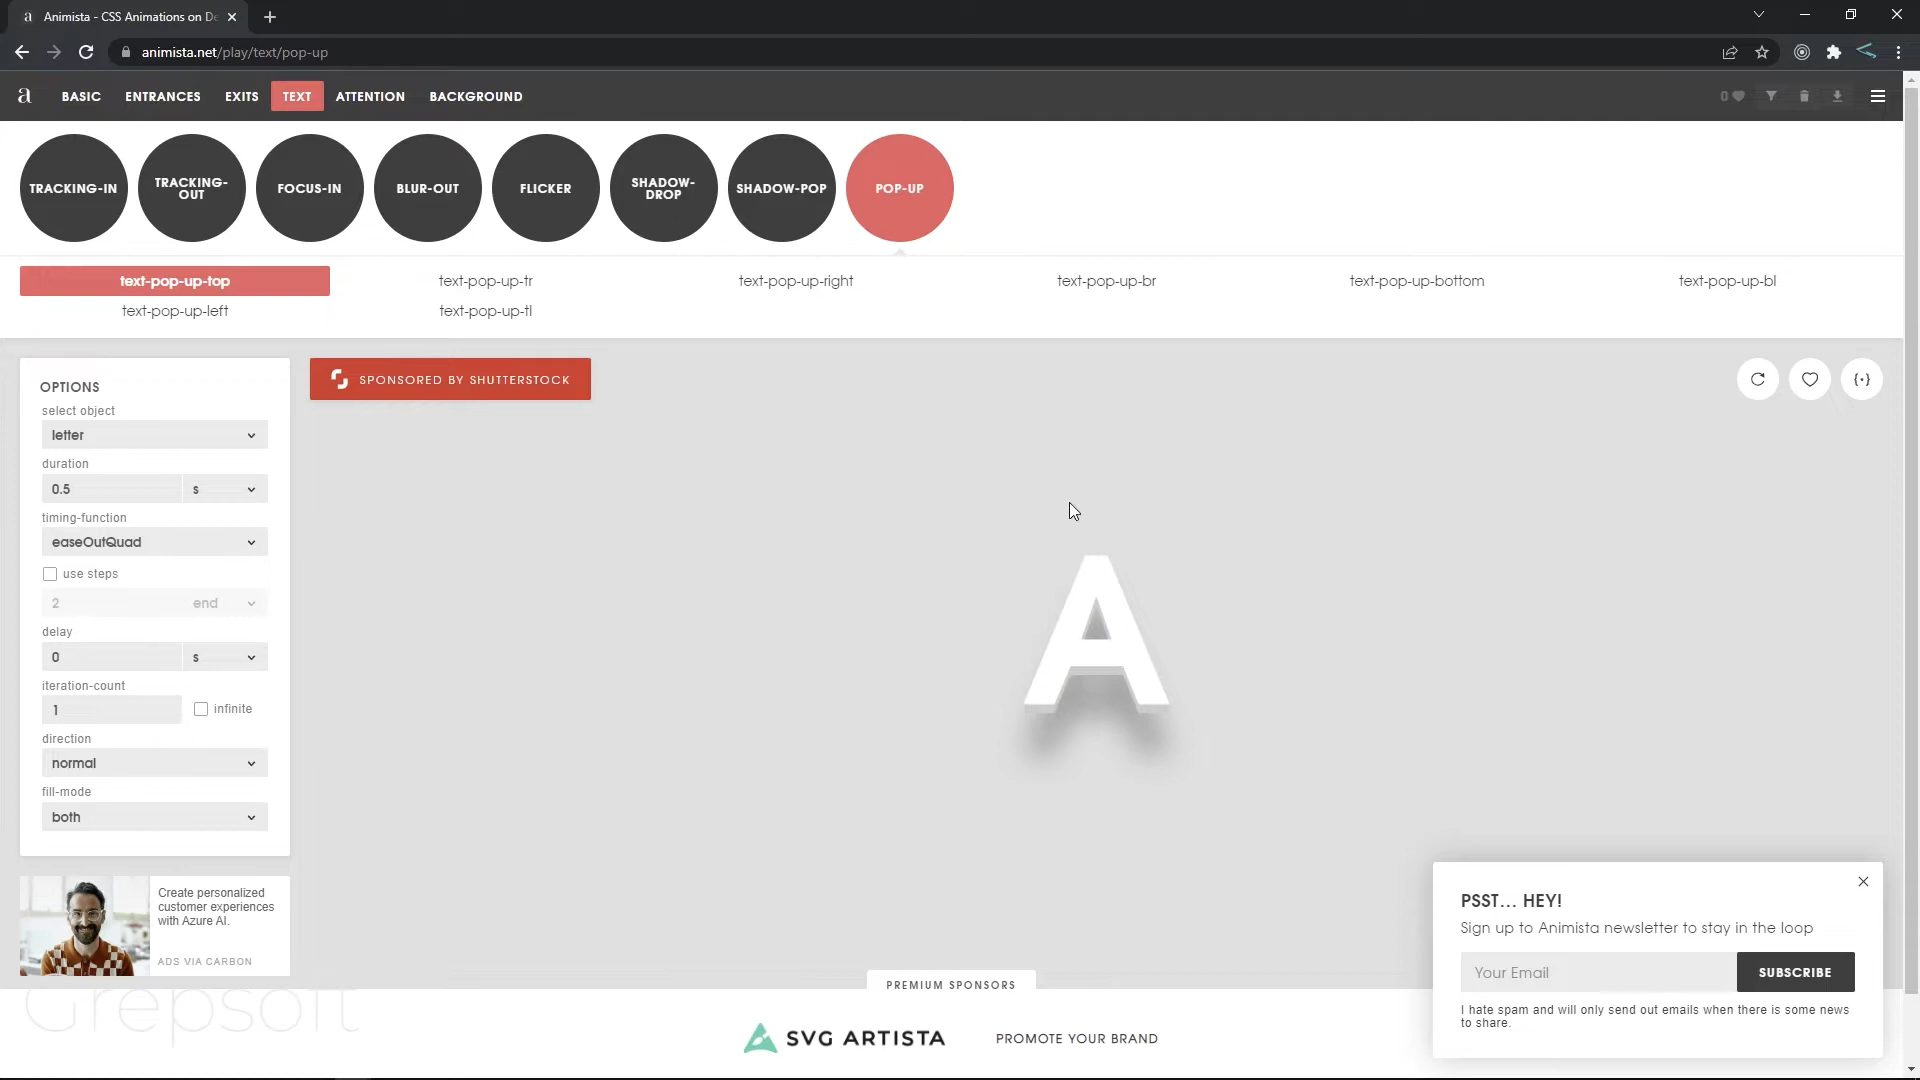 a Animista - CSS Animations on De
animista.net/play/text/pop-up
a BASIC ENTRANCES EXITS TEXT ATTENTION BACKGROUND 0
TRACKING-IN TRACKING-OUT FOCUS-IN BLUR-OUT FLICKER SHADOW-DROP SHADOW-POP POP-UP
text-pop-up-top text-pop-up-tr text-pop-up-right text-pop-up-br text-pop-up-bottom text-pop-up-bl
text-pop-up-left text-pop-up-tl
OPTIONS
select object
letter
duration
0.5 s
timing-function
easeOutQuad
use steps
2 end
delay
0 s
iteration-count
1 infinite
direction
normal
fill-mode
both
SPONSORED BY SHUTTERSTOCK
{·}
A
Create personalized
customer experiences
with Azure AI.
ADS VIA CARBON
Grepsoft
PREMIUM SPONSORS
SVG ARTISTA PROMOTE YOUR BRAND
PSST... HEY!
Sign up to Animista newsletter to stay in the loop
Your Email SUBSCRIBE
I hate spam and will only send out emails when there is some news
to share.